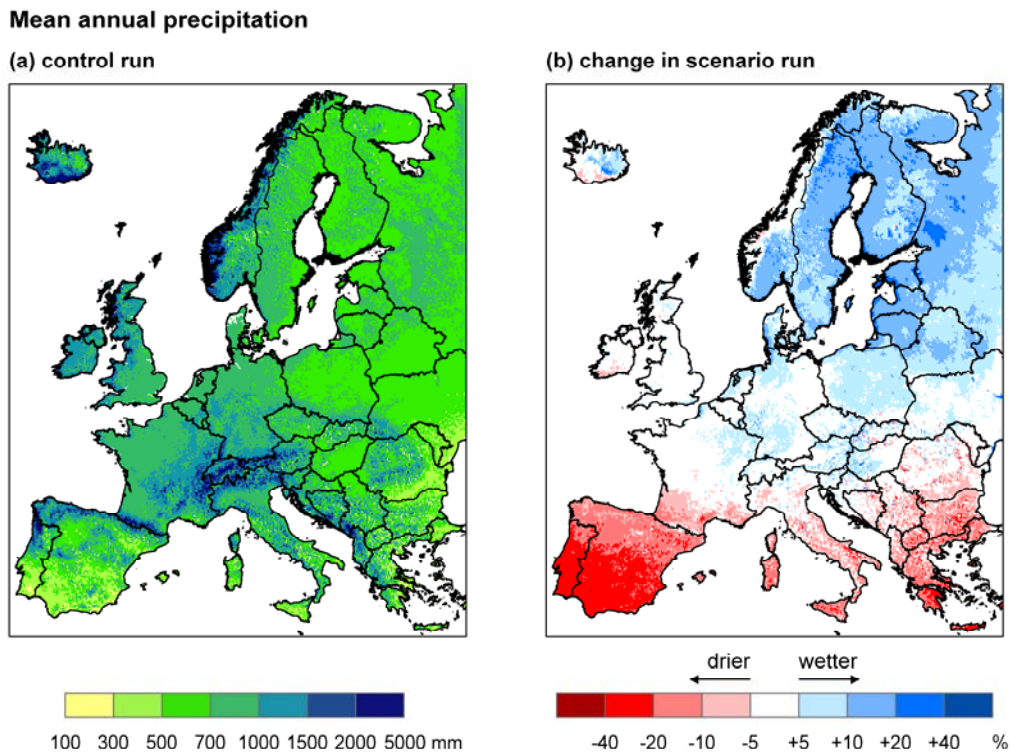 Mean annual precipitation
(a) control run
(b) change in scenario run
drier wetter
100 300 500 700 1000 1500 2000 5000 mm
-40 -20 -10 -5 +5 +10 +20 +40 %